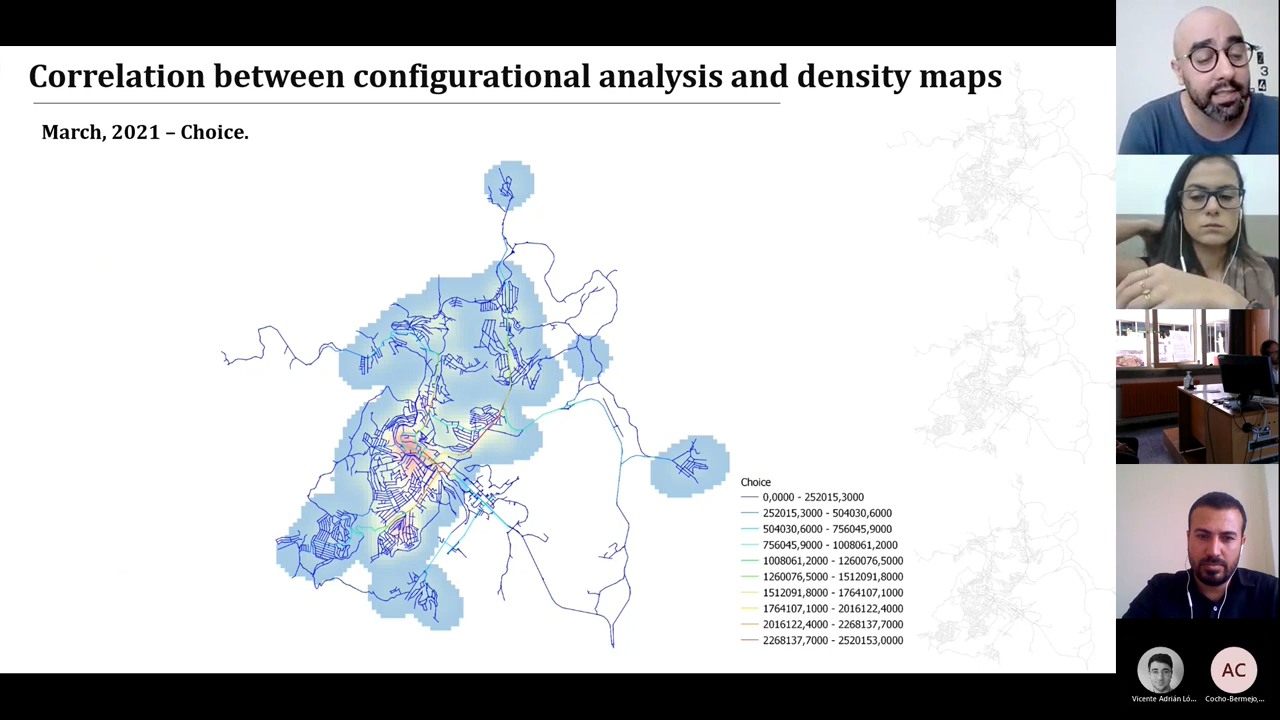 Correlation between configurational analysis and density maps
March, 2021 – Choice.
Choice
0,0000 - 252015,3000
252015,3000 - 504030,6000
504030,6000 - 756045,9000
756045,9000 - 1008061,2000
1008061,2000 - 1260076,5000
1260076,5000 - 1512091,8000
1512091,8000 - 1764107,1000
1764107,1000 - 2016122,4000
2016122,4000 - 2268137,7000
2268137,7000 - 2520153,0000
AC
Vicente Adrián Ló...
Cocho-Bermejo,...